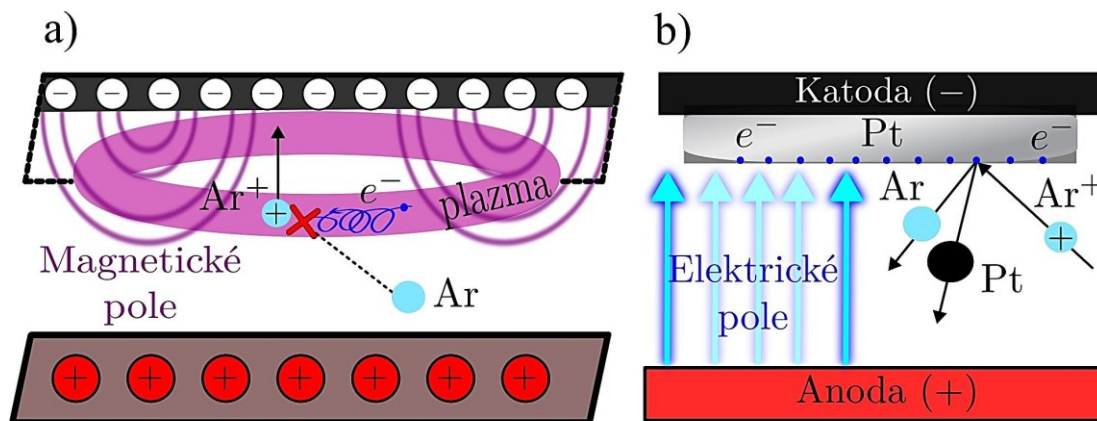 a)
− − − − − − − − − − −
Ar⁺
+
e⁻
plazma
Magnetické
pole
Ar
+ + + + + + +
b)
Katoda (−)
e⁻ Pt e⁻
Ar Ar⁺
+
Elektrické
pole
Pt
Anoda (+)